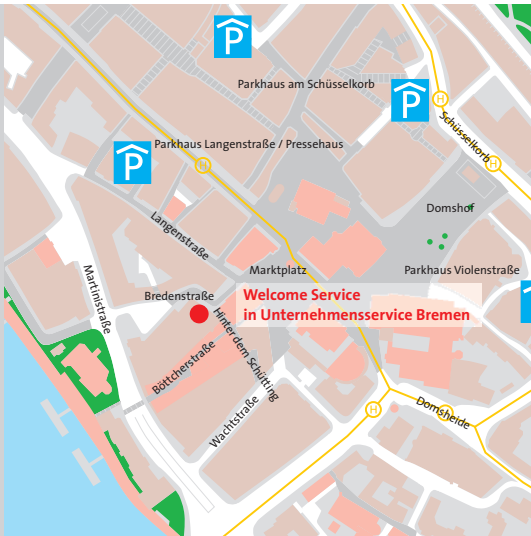 P
Parkhaus am Schüsselkorb
P
H
Schüsselkorb
Parkhaus Langenstraße / Pressehaus
P
H
H
Langenstraße
Domshof
Marktplatz
Parkhaus Violenstraße
Martinistraße
Bredenstraße
Welcome Service
in Unternehmensservice Bremen
Hinter dem Schütting
Böttcherstraße
Wachtstraße
H
Domsheide
H